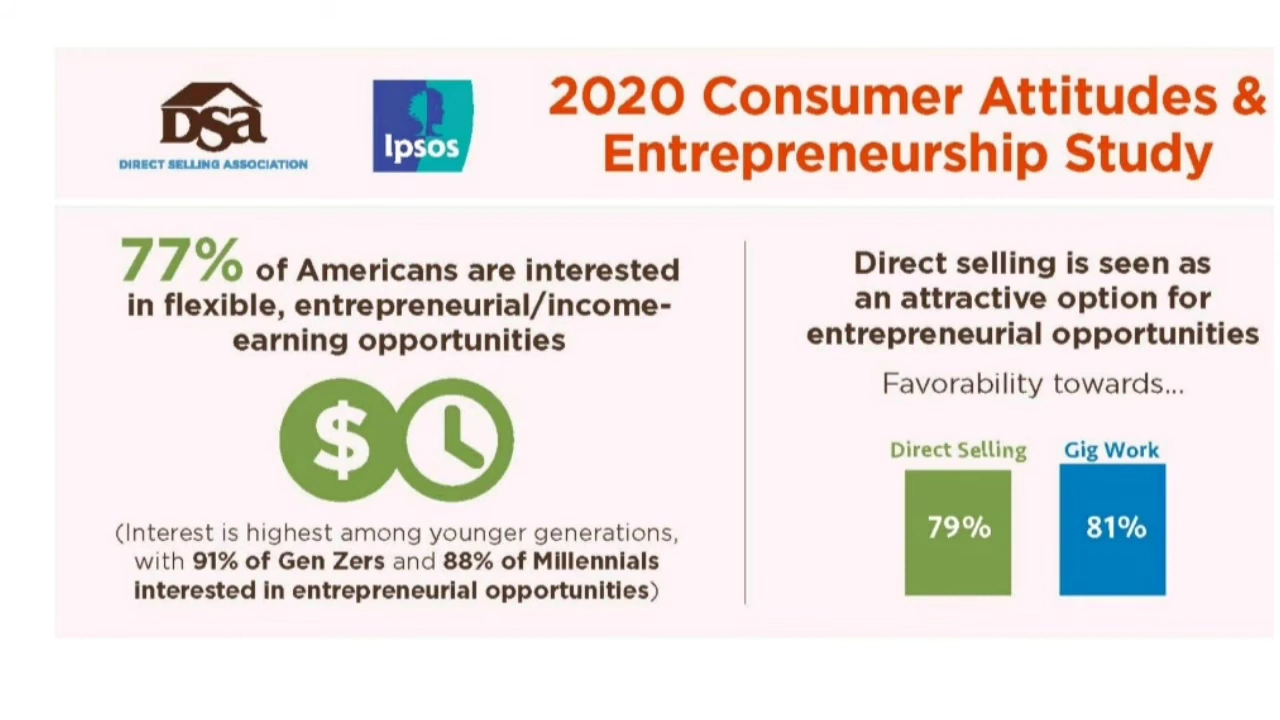 DSa
DIRECT SELLING ASSOCIATION
Ipsos
2020 Consumer Attitudes &
Entrepreneurship Study
77% of Americans are interested
in flexible, entrepreneurial/income-
earning opportunities
$
(Interest is highest among younger generations,
with 91% of Gen Zers and 88% of Millennials
interested in entrepreneurial opportunities)
Direct selling is seen as
an attractive option for
entrepreneurial opportunities
Favorability towards...
Direct Selling
Gig Work
79%
81%